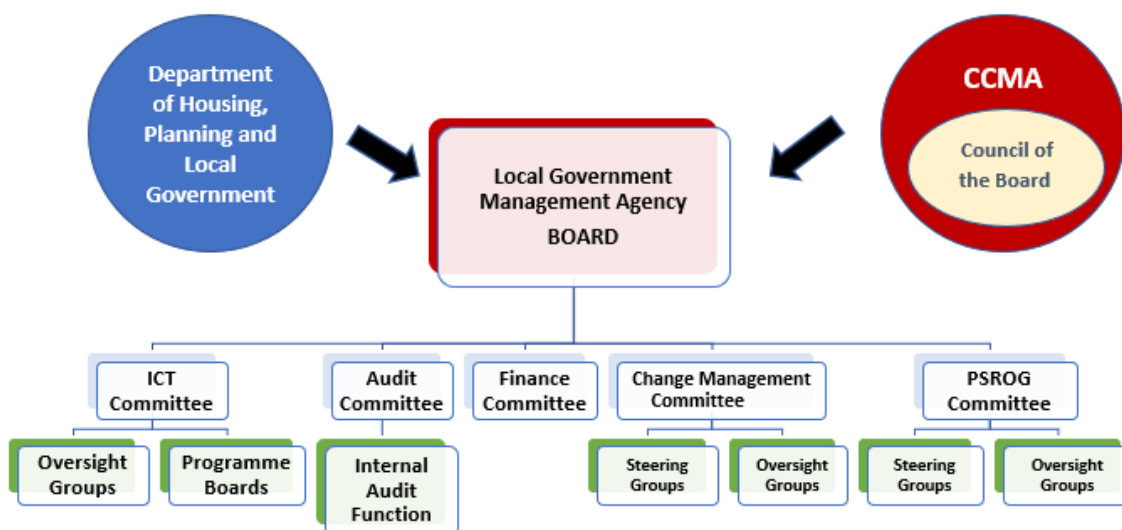 Department
of Housing,
Planning and
Local
Government
CCMA
Council of
the Board
Local Government
Management Agency
BOARD
ICT
Committee
Audit
Committee
Finance
Committee
Change Management
Committee
PSROG
Committee
Oversight
Groups
Programme
Boards
Internal
Audit
Function
Steering
Groups
Oversight
Groups
Steering
Groups
Oversight
Groups